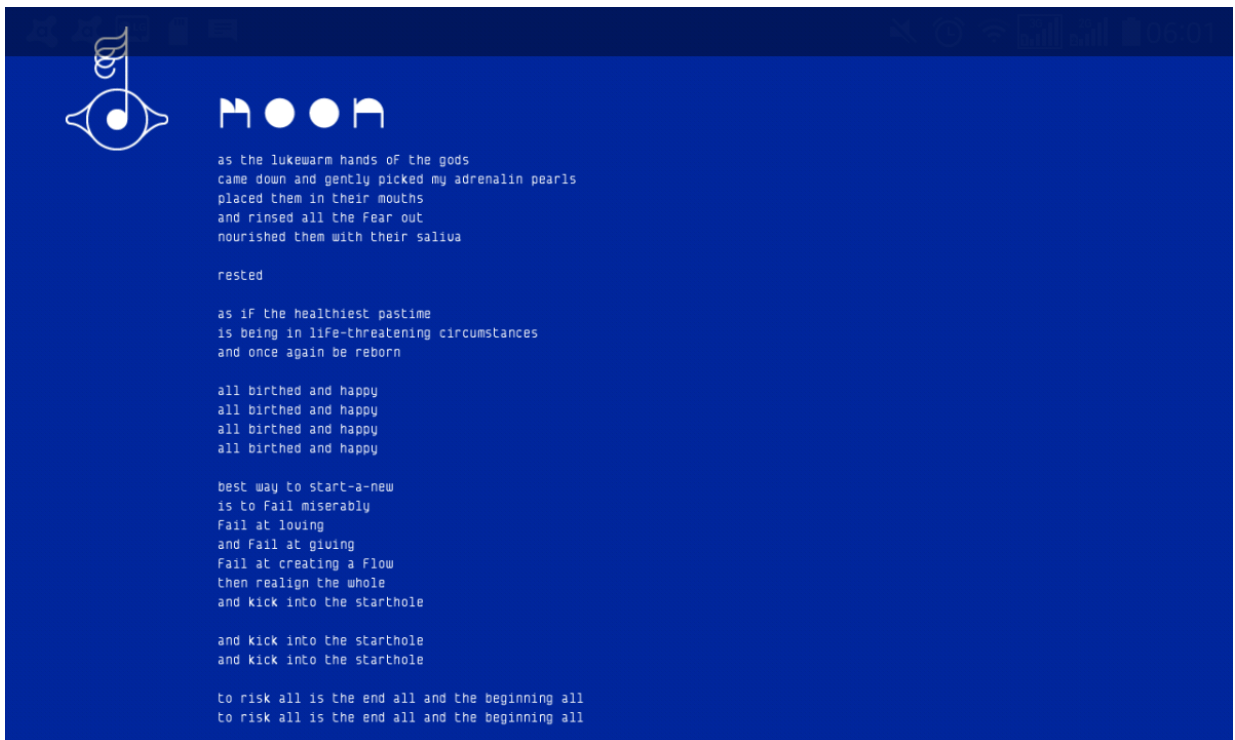 06:01
moon
as the lukewarm hands of the gods
came down and gently picked my adrenalin pearls
placed them in their mouths
and rinsed all the Fear out
nourished them with their saliva
rested
as iF the healthiest pastime
is being in liFe-threatening circumstances
and once again be reborn
all birthed and happy
all birthed and happy
all birthed and happy
all birthed and happy
best way to start-a-new
is to Fail miserably
Fail at loving
and Fail at giving
Fail at creating a Flow
then realign the whole
and kick into the starthole
and kick into the starthole
and kick into the starthole
to risk all is the end all and the beginning all
to risk all is the end all and the beginning all